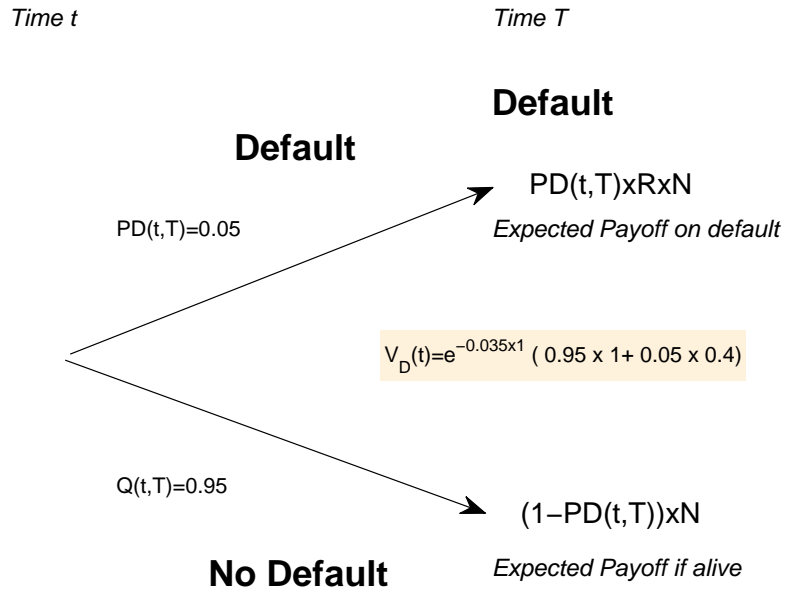 Time t
Time T
Default
Default
PD(t,T)xRxN
PD(t,T)=0.05
Expected Payoff on default
V_D(t)=e^−0.035x1 ( 0.95 x 1+ 0.05 x 0.4)
Q(t,T)=0.95
(1−PD(t,T))xN
No Default
Expected Payoff if alive